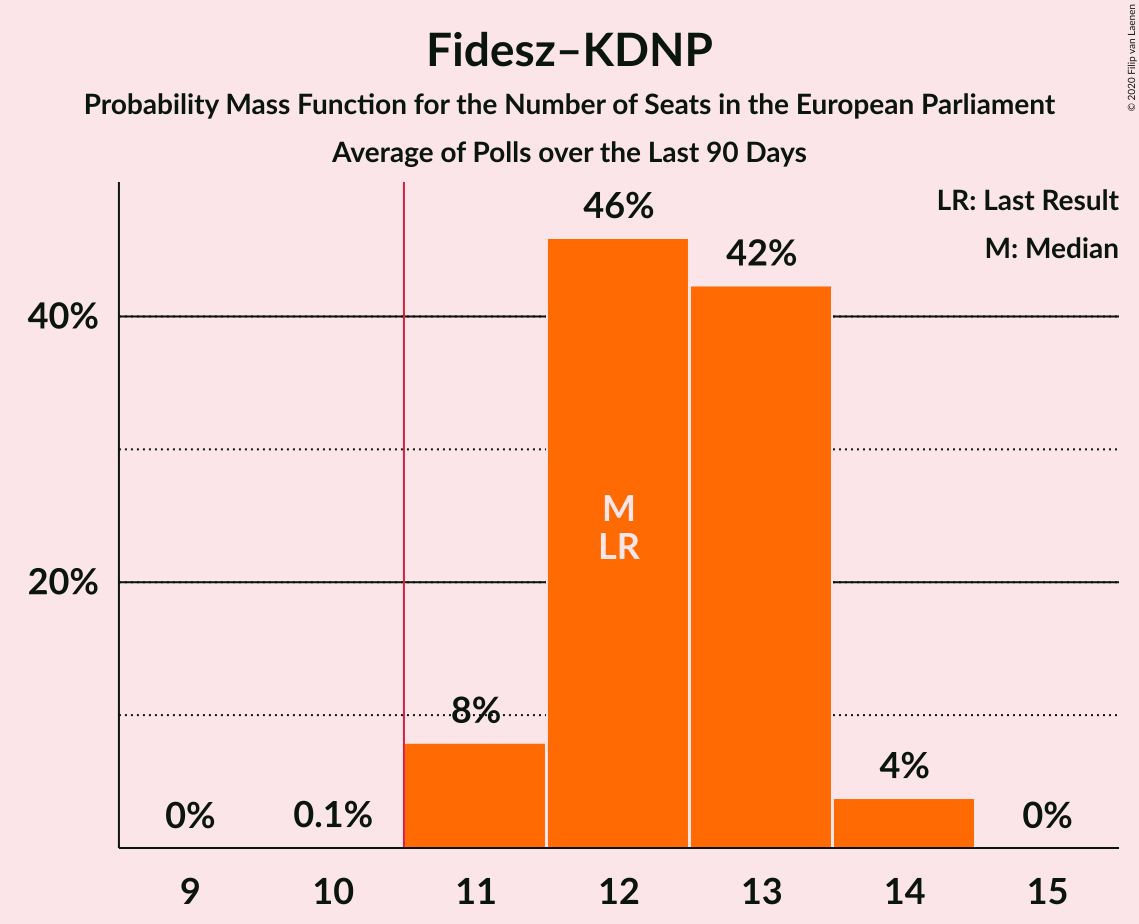 Fidesz–KDNP
Probability Mass Function for the Number of Seats in the European Parliament
Average of Polls over the Last 90 Days
© 2020 Filip van Laenen
LR: Last Result
M: Median
40%
20%
0%
0.1%
8%
46%
42%
4%
0%
M
LR
9
10
11
12
13
14
15